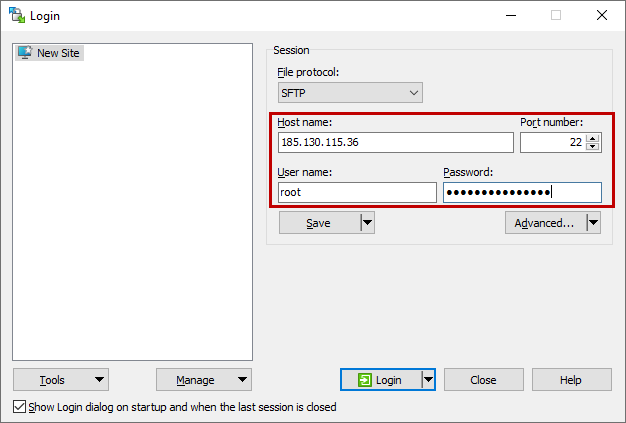 Login
New Site
Session
File protocol:
SFTP
Host name:
Port number:
185.130.115.36
22
User name:
Password:
root
•••••••••••••••
Save
Advanced...
Tools
Manage
Login
Close
Help
Show Login dialog on startup and when the last session is closed